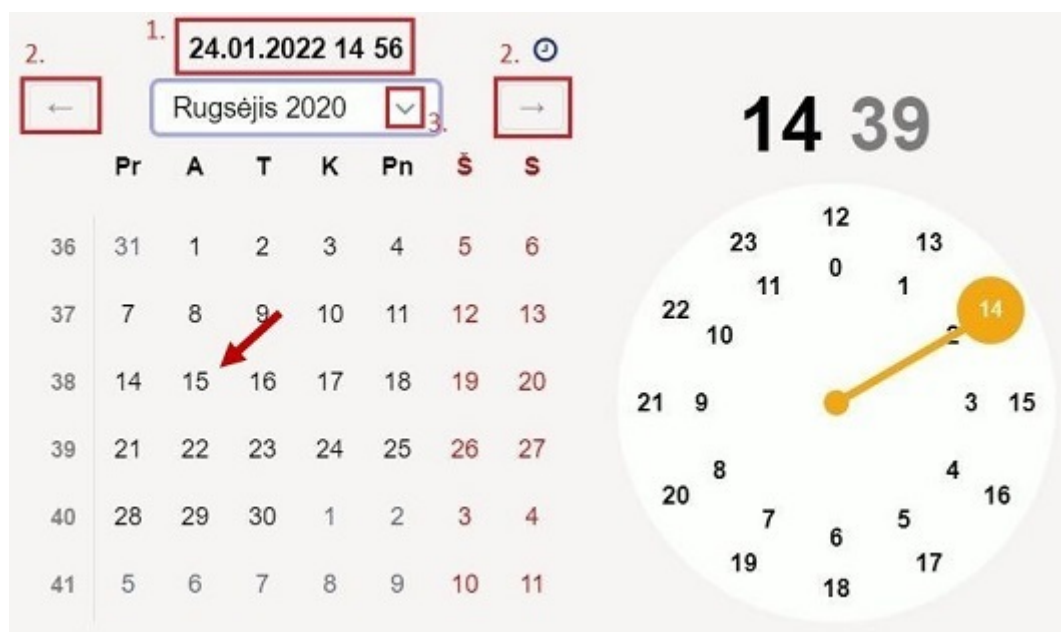 1.
24.01.2022 14 56
2.
2.
←
Rugsėjis 2020
3.
→
14 39
Pr A T K Pn Š S
36 31 1 2 3 4 5 6
37 7 8 9 10 11 12 13
38 14 15 16 17 18 19 20
39 21 22 23 24 25 26 27
40 28 29 30 1 2 3 4
41 5 6 7 8 9 10 11
12
23 13
0
11 1
22 14
10 2
21 9 3 15
8 4
20 16
7 5
6
19 17
18